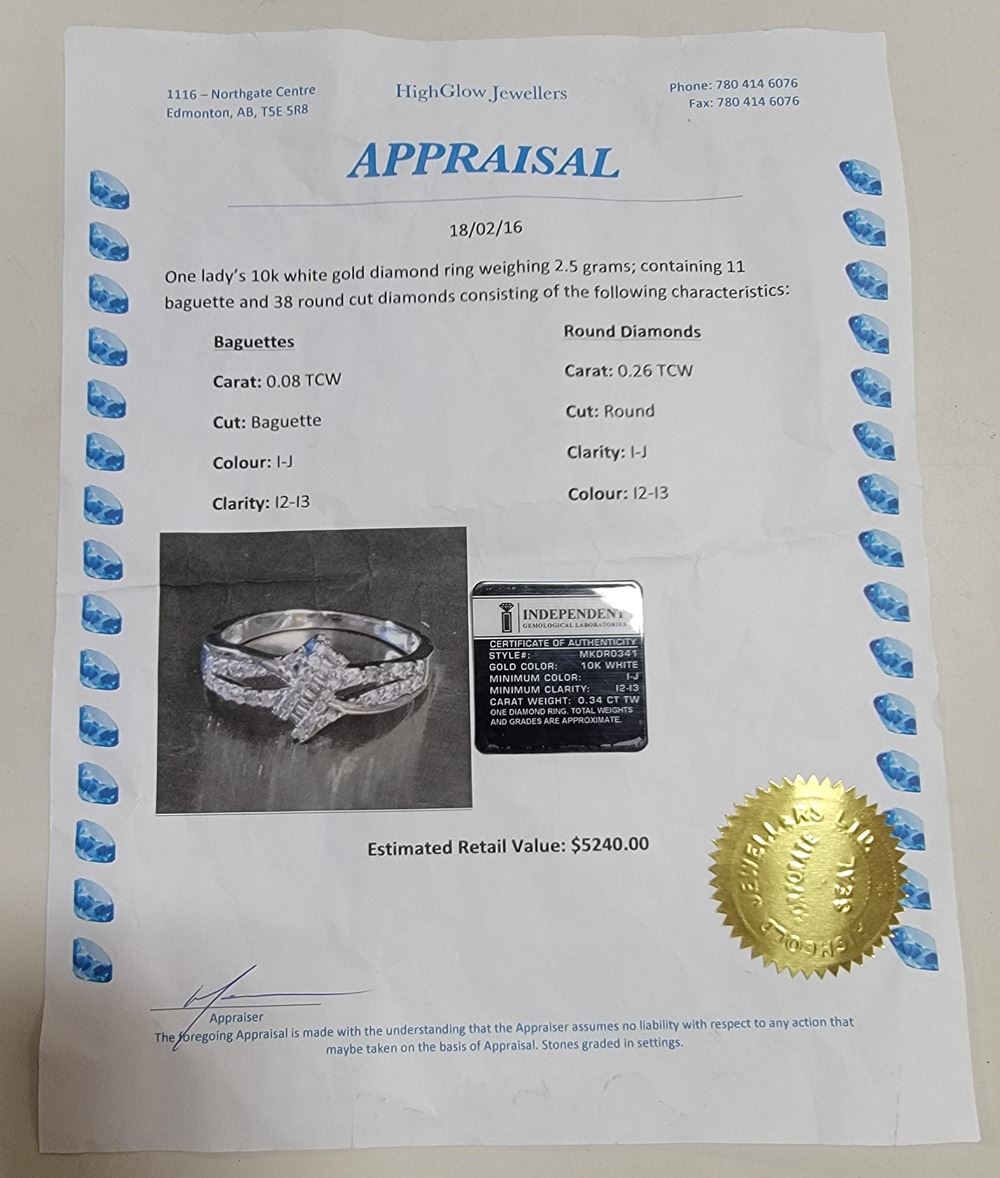 1116 – Northgate Centre
Edmonton, AB, T5E 5R8
HighGlow Jewellers
Phone: 780 414 6076
Fax: 780 414 6076
APPRAISAL
18/02/16
One lady's 10k white gold diamond ring weighing 2.5 grams; containing 11
baguette and 38 round cut diamonds consisting of the following characteristics:
Baguettes
Carat: 0.08 TCW
Cut: Baguette
Colour: I-J
Clarity: I2-I3
Round Diamonds
Carat: 0.26 TCW
Cut: Round
Clarity: I-J
Colour: I2-I3
INDEPENDENT
GEMOLOGICAL LABORATORIES
CERTIFICATE OF AUTHENTICITY
STYLE#: MKDR0341
GOLD COLOR: 10K WHITE
MINIMUM COLOR: I-J
MINIMUM CLARITY: I2-I3
CARAT WEIGHT: 0.34 CT TW
ONE DIAMOND RING. TOTAL WEIGHTS
AND GRADES ARE APPROXIMATE.
Estimated Retail Value: $5240.00
JEWELLERS LTD.
SEAL
Appraiser
The foregoing Appraisal is made with the understanding that the Appraiser assumes no liability with respect to any action that
maybe taken on the basis of Appraisal. Stones graded in settings.